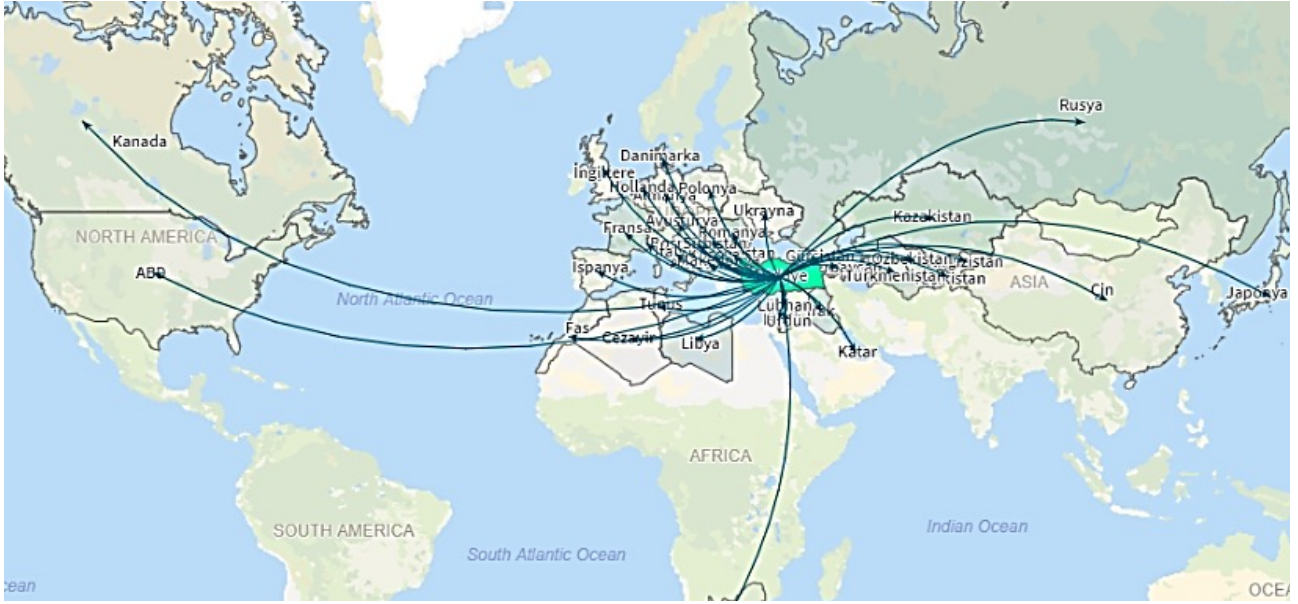 Rusya
Kanada
Danimarka
İngiltere
Hollanda
Polonya
Ukrayna
Avusturya
Kazakistan
Fransa
Romanya
NORTH AMERICA
İspanya
Özbekistan
ABD
Türkmenistan
ASIA
Çin
Japonya
North Atlantic Ocean
Tunus
Lübnan
Ürdün
Fas
Cezayir
Libya
Katar
AFRICA
SOUTH AMERICA
Indian Ocean
South Atlantic Ocean